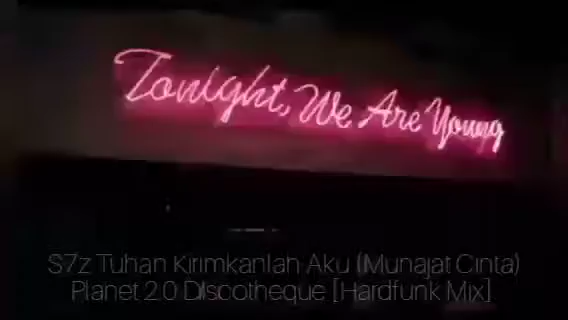 Tonight, We Are Young
S7z Tuhan Kirimkanlah Aku (Munajat Cinta)
Planet 2.0 Discotheque [Hardfunk Mix]